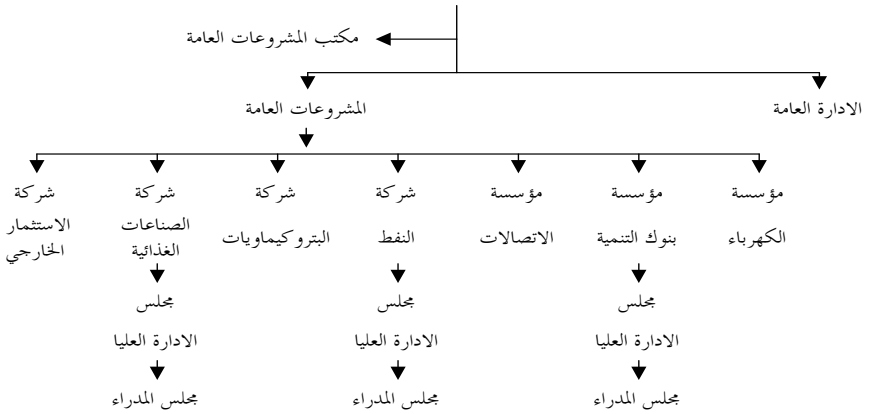 مكتب المشروعات العامة
الادارة العامة
المشروعات العامة
مؤسسة
الكهرباء
مؤسسة
بنوك التنمية
مؤسسة
الاتصالات
شركة
النفط
شركة
البتروكيماويات
شركة
الصناعات
الغذائية
شركة
الاستثمار
الخارجي
مجلس
الادارة العليا
مجلس المدراء
مجلس
الادارة العليا
مجلس المدراء
مجلس
الادارة العليا
مجلس المدراء